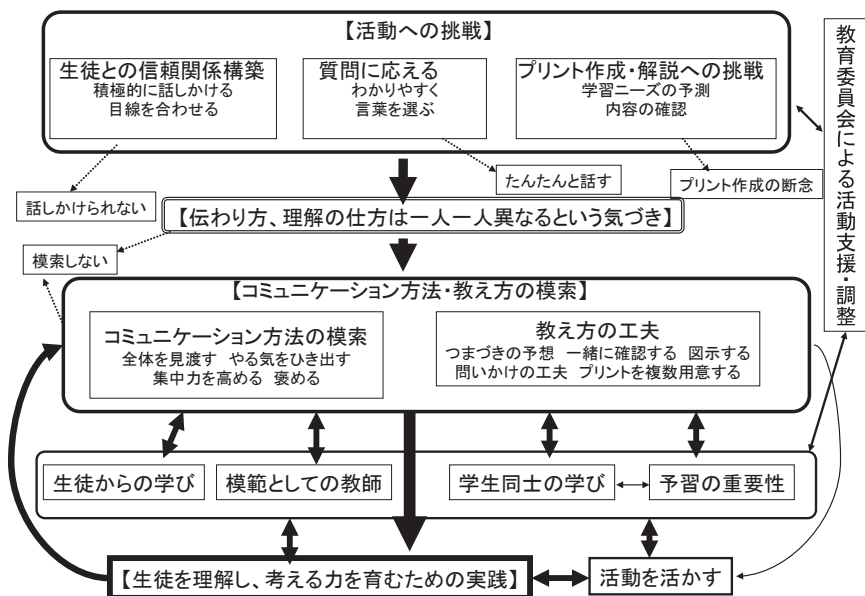 【活動への挑戦】
生徒との信頼関係構築
積極的に話しかける
目線を合わせる
質問に応える
わかりやすく
言葉を選ぶ
プリント作成・解説への挑戦
学習ニーズの予測
内容の確認
教育委員会による活動支援・調整
話しかけられない
たんたんと話す
プリント作成の断念
【伝わり方、理解の仕方は一人一人異なるという気づき】
模索しない
【コミュニケーション方法・教え方の模索】
コミュニケーション方法の模索
全体を見渡す やる気をひき出す
集中力を高める 褒める
教え方の工夫
つまづきの予想 一緒に確認する 図示する
問いかけの工夫 プリントを複数用意する
生徒からの学び
模範としての教師
学生同士の学び
予習の重要性
【生徒を理解し、考える力を育むための実践】
活動を活かす